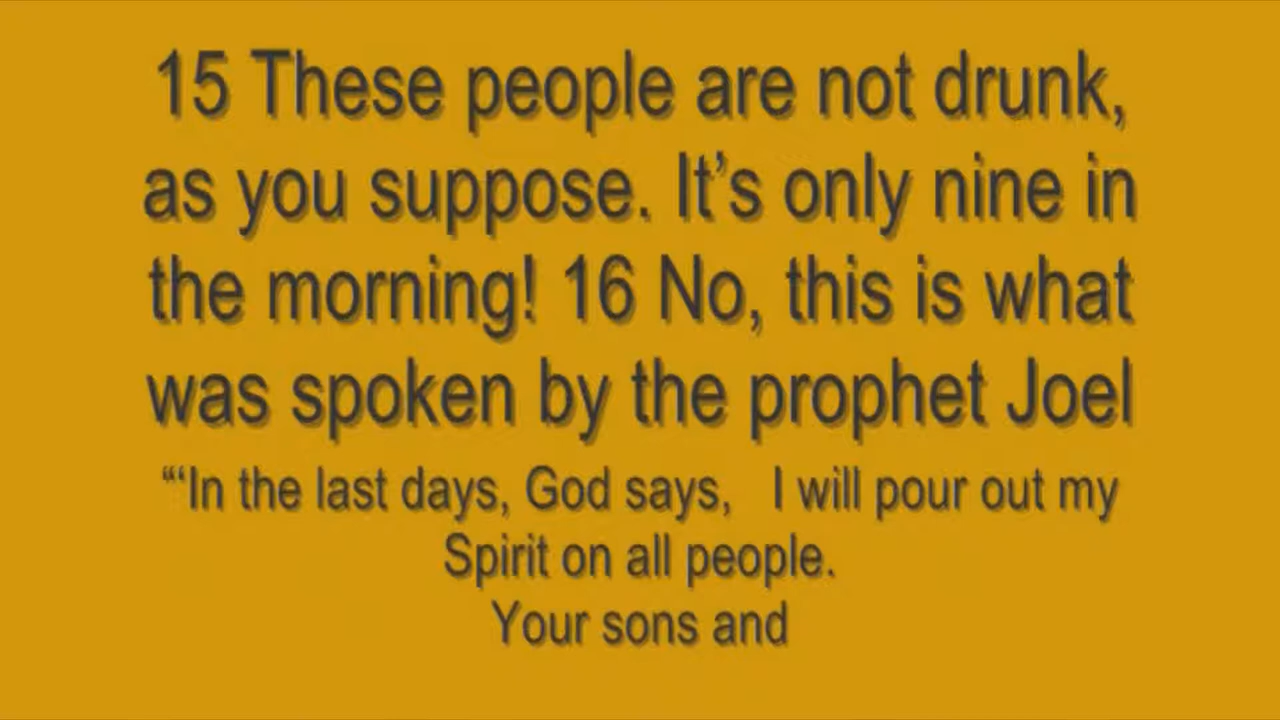 15 These people are not drunk,
as you suppose. It’s only nine in
the morning! 16 No, this is what
was spoken by the prophet Joel
“‘In the last days, God says,   I will pour out my
Spirit on all people.
Your sons and